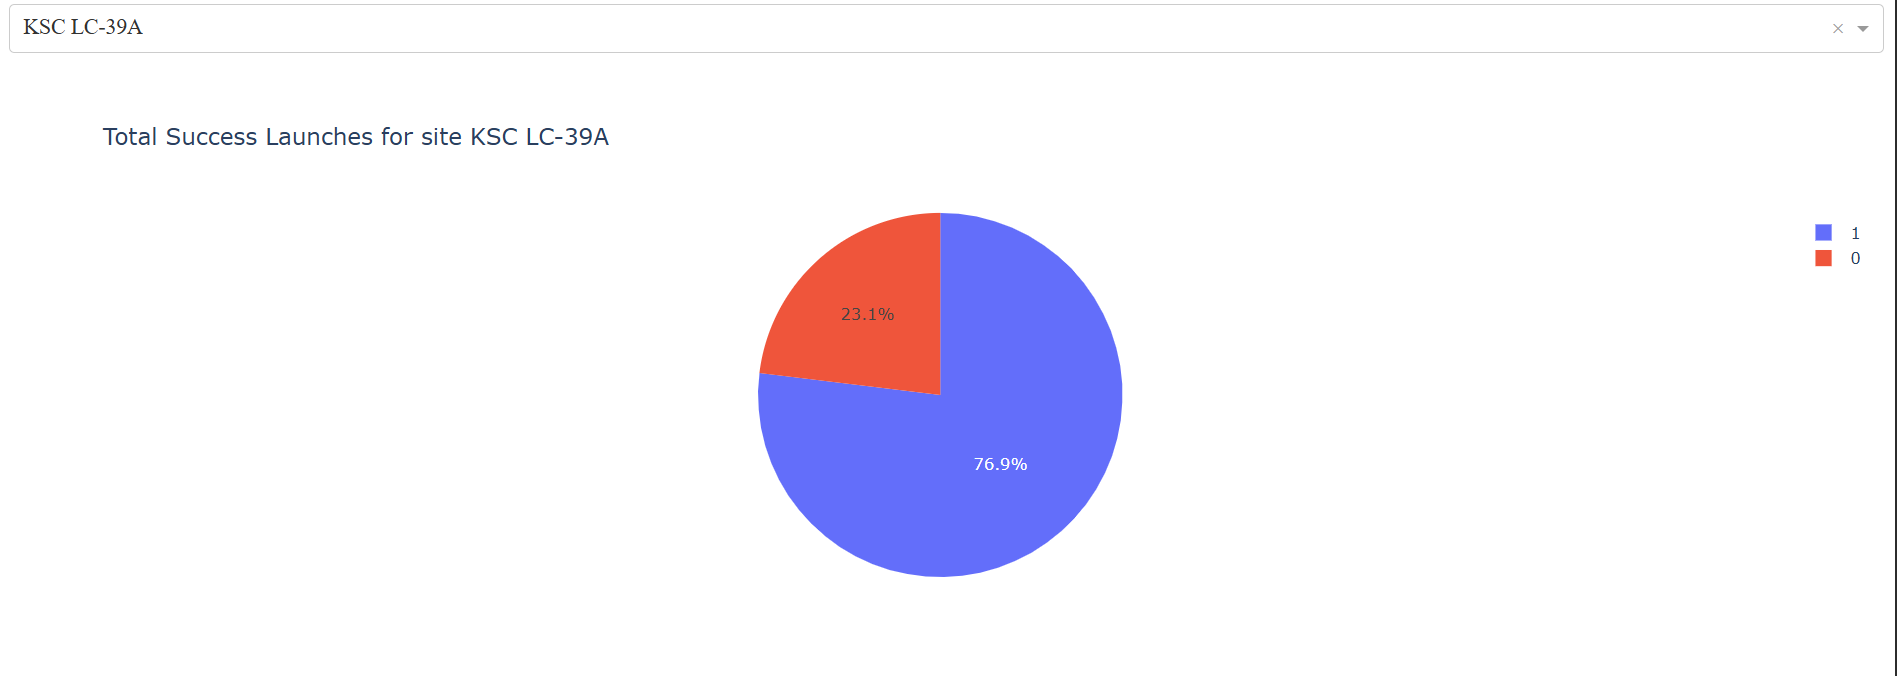 KSC LC-39A
Total Success Launches for site KSC LC-39A
1
0
23.1%
76.9%